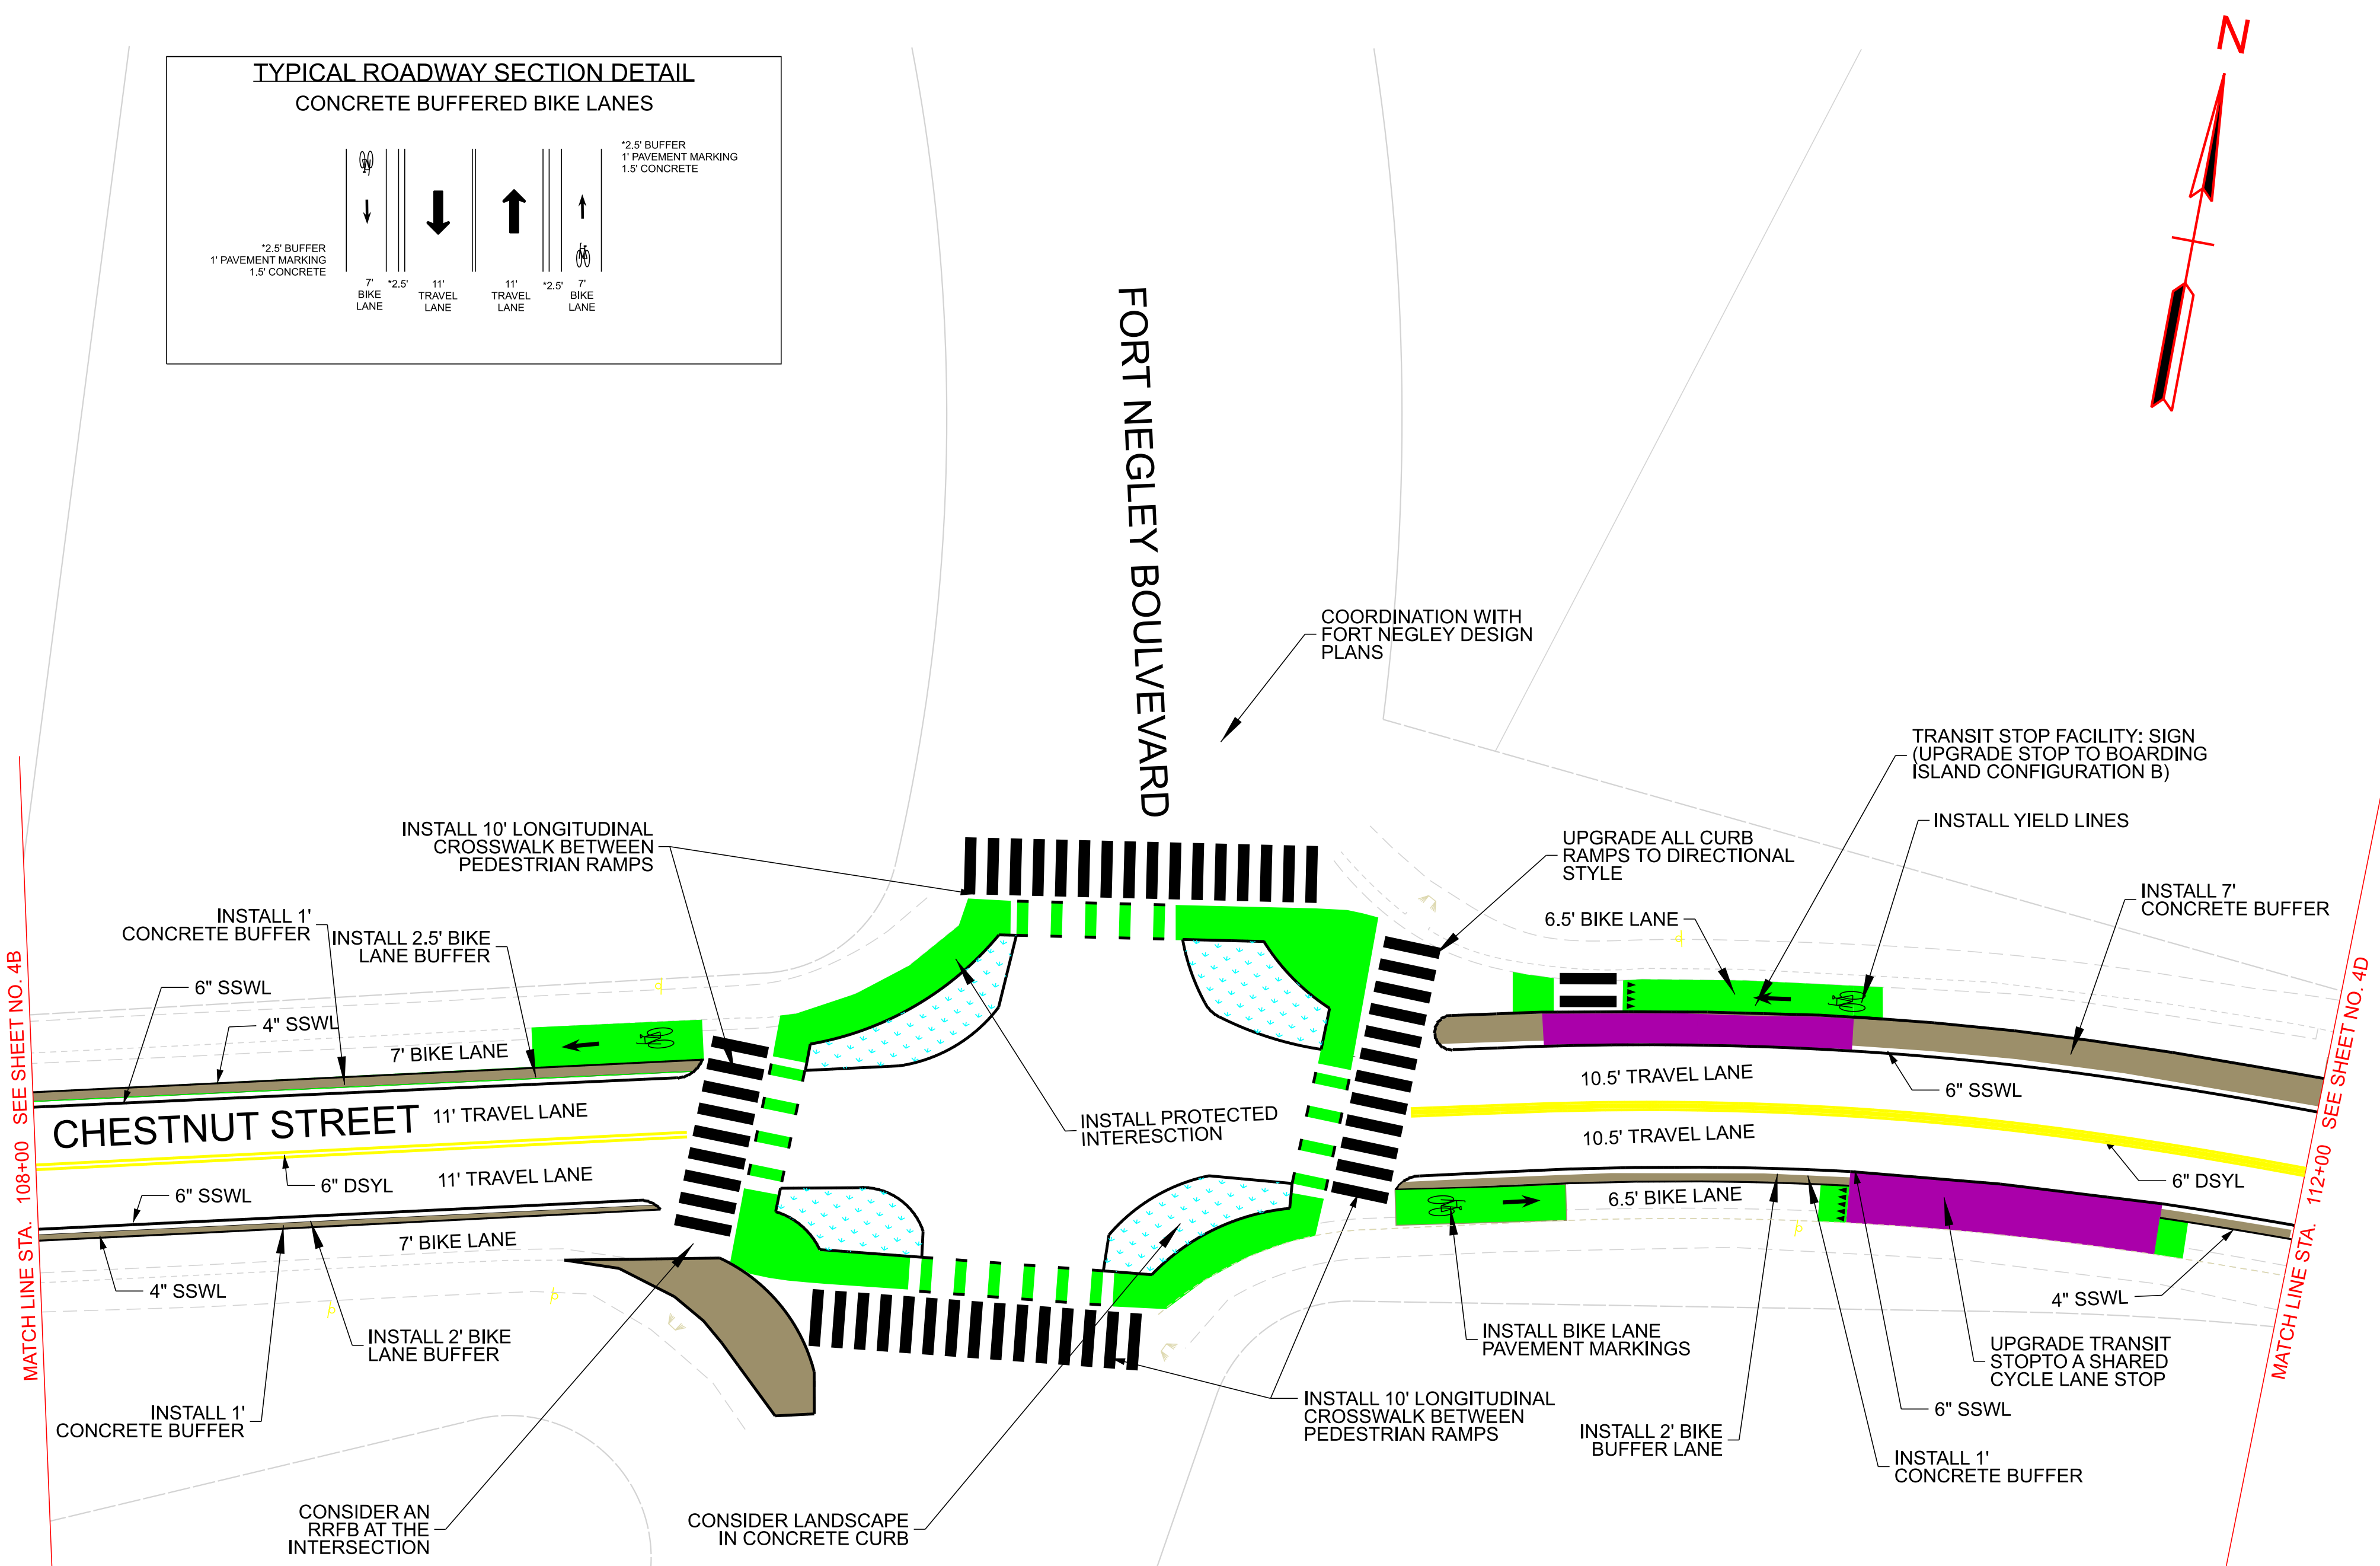 N
TYPICAL ROADWAY SECTION DETAIL
CONCRETE BUFFERED BIKE LANES
*2.5' BUFFER
1' PAVEMENT MARKING
1.5' CONCRETE
*2.5' BUFFER
1' PAVEMENT MARKING
1.5' CONCRETE
7'
BIKE
LANE
*2.5'
11'
TRAVEL
LANE
11'
TRAVEL
LANE
*2.5'
7'
BIKE
LANE
FORT NEGLEY BOULVEVARD
COORDINATION WITH
FORT NEGLEY DESIGN
PLANS
TRANSIT STOP FACILITY: SIGN
(UPGRADE STOP TO BOARDING
ISLAND CONFIGURATION B)
INSTALL YIELD LINES
INSTALL 10' LONGITUDINAL
CROSSWALK BETWEEN
PEDESTRIAN RAMPS
UPGRADE ALL CURB
RAMPS TO DIRECTIONAL
STYLE
INSTALL 7'
CONCRETE BUFFER
6.5' BIKE LANE
INSTALL 1'
CONCRETE BUFFER
INSTALL 2.5' BIKE
LANE BUFFER
6" SSWL
4" SSWL
7' BIKE LANE
MATCH LINE STA. 108+00 SEE SHEET NO. 4B
CHESTNUT STREET
11' TRAVEL LANE
11' TRAVEL LANE
6" DSYL
6" SSWL
7' BIKE LANE
4" SSWL
INSTALL PROTECTED
INTERESCTION
10.5' TRAVEL LANE
6" SSWL
10.5' TRAVEL LANE
6.5' BIKE LANE
6" DSYL
4" SSWL
MATCH LINE STA. 112+00 SEE SHEET NO. 4D
INSTALL 2' BIKE
LANE BUFFER
INSTALL 1'
CONCRETE BUFFER
INSTALL BIKE LANE
PAVEMENT MARKINGS
UPGRADE TRANSIT
STOPTO A SHARED
CYCLE LANE STOP
6" SSWL
INSTALL 10' LONGITUDINAL
CROSSWALK BETWEEN
PEDESTRIAN RAMPS
INSTALL 2' BIKE
BUFFER LANE
INSTALL 1'
CONCRETE BUFFER
CONSIDER AN
RRFB AT THE
INTERSECTION
CONSIDER LANDSCAPE
IN CONCRETE CURB